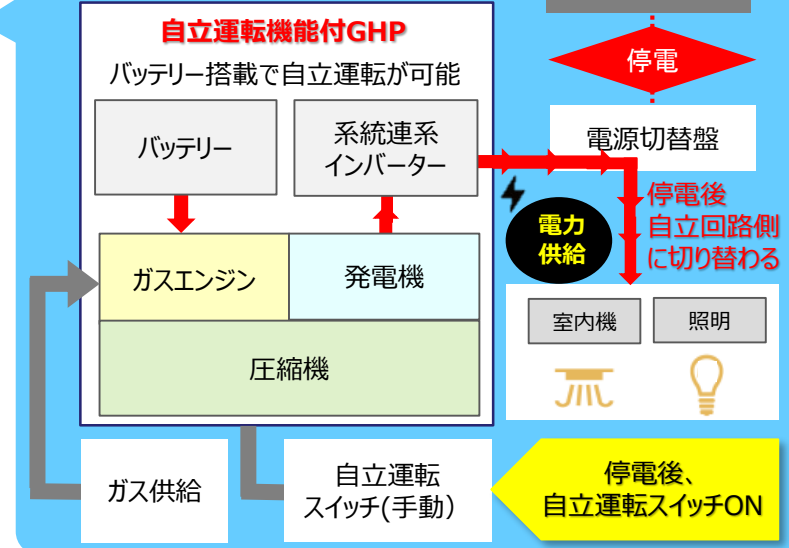 自立運転機能付GHP
バッテリー搭載で自立運転が可能
バッテリー
系統連系
インバーター
ガスエンジン
発電機
圧縮機
停電
電源切替盤
停電後
自立回路側
に切り替わる
電力
供給
室内機
照明
ガス供給
自立運転
スイッチ(手動）
停電後、
自立運転スイッチON